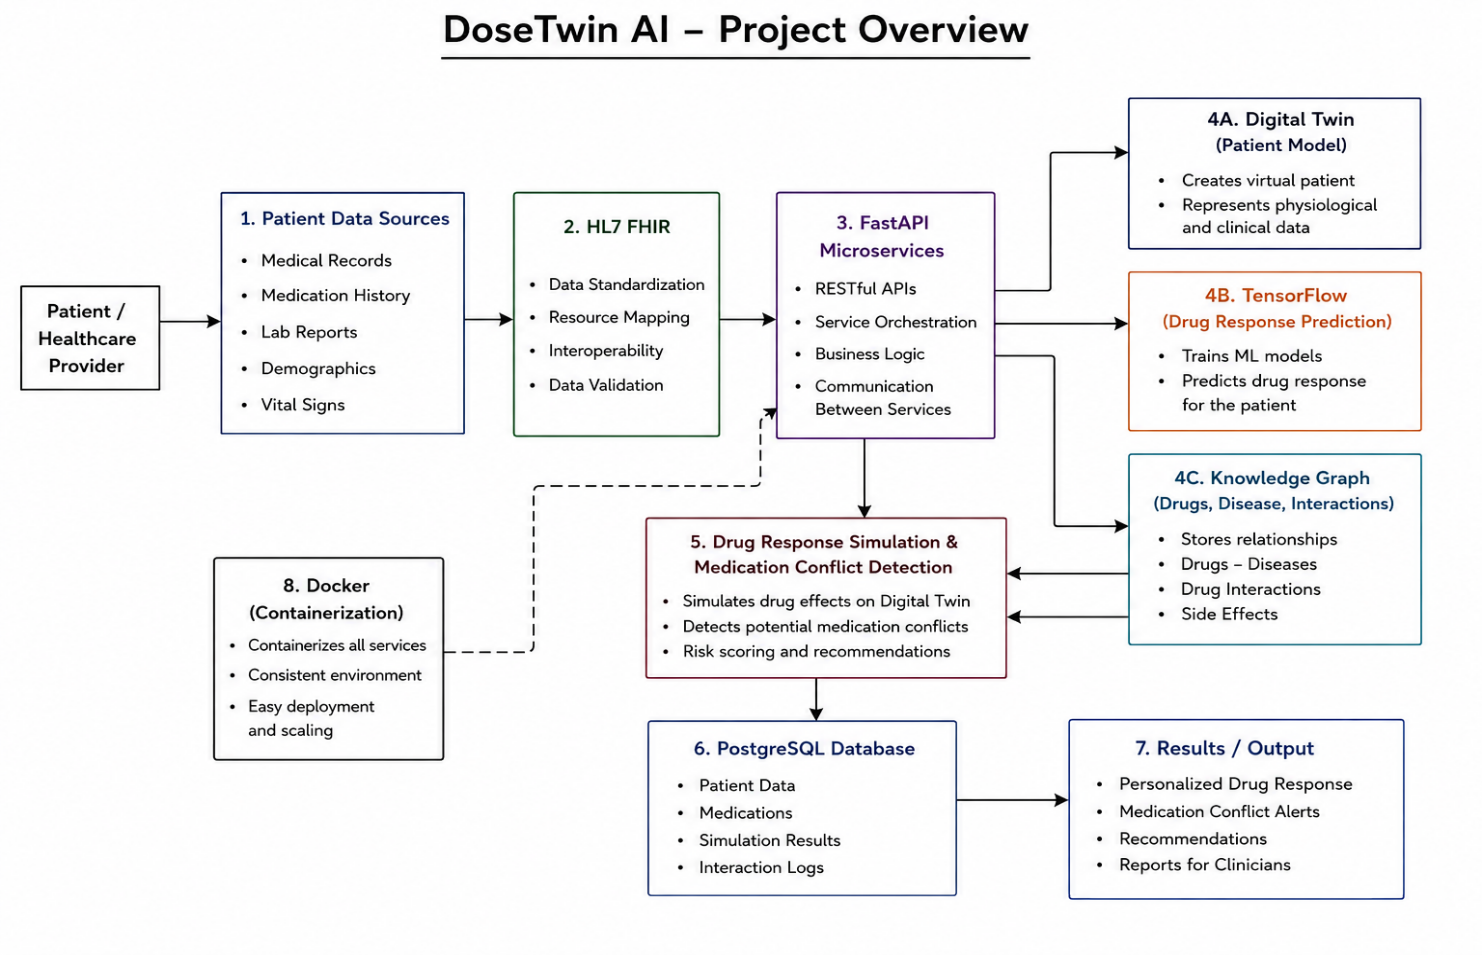 DoseTwin AI – Project Overview
Patient /
Healthcare
Provider
1. Patient Data Sources
• Medical Records
• Medication History
• Lab Reports
• Demographics
• Vital Signs
2. HL7 FHIR
• Data Standardization
• Resource Mapping
• Interoperability
• Data Validation
3. FastAPI
Microservices
• RESTful APIs
• Service Orchestration
• Business Logic
• Communication
Between Services
4A. Digital Twin
(Patient Model)
• Creates virtual patient
• Represents physiological
and clinical data
4B. TensorFlow
(Drug Response Prediction)
• Trains ML models
• Predicts drug response
for the patient
4C. Knowledge Graph
(Drugs, Disease, Interactions)
• Stores relationships
• Drugs – Diseases
• Drug Interactions
• Side Effects
5. Drug Response Simulation &
Medication Conflict Detection
• Simulates drug effects on Digital Twin
• Detects potential medication conflicts
• Risk scoring and recommendations
8. Docker
(Containerization)
• Containerizes all services
• Consistent environment
• Easy deployment
and scaling
6. PostgreSQL Database
• Patient Data
• Medications
• Simulation Results
• Interaction Logs
7. Results / Output
• Personalized Drug Response
• Medication Conflict Alerts
• Recommendations
• Reports for Clinicians